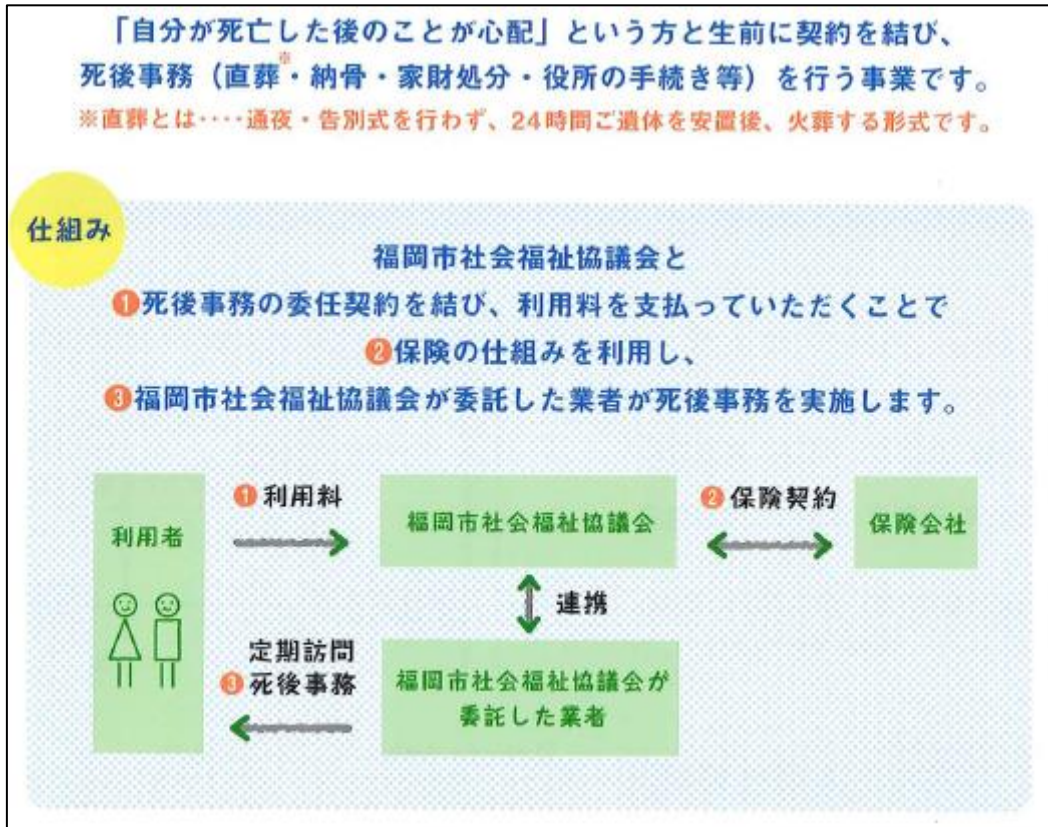 「自分が死亡した後のことが心配」という方と生前に契約を結び、
死後事務（直葬※・納骨・家財処分・役所の手続き等）を行う事業です。
※直葬とは‥‥通夜・告別式を行わず、24時間ご遺体を安置後、火葬する形式です。
仕組み
福岡市社会福祉協議会と
❶死後事務の委任契約を結び、利用料を支払っていただくことで
❷保険の仕組みを利用し、
❸福岡市社会福祉協議会が委託した業者が死後事務を実施します。
利用者
❶利用料
福岡市社会福祉協議会
❷保険契約
保険会社
連携
定期訪問
❸死後事務
福岡市社会福祉協議会が
委託した業者